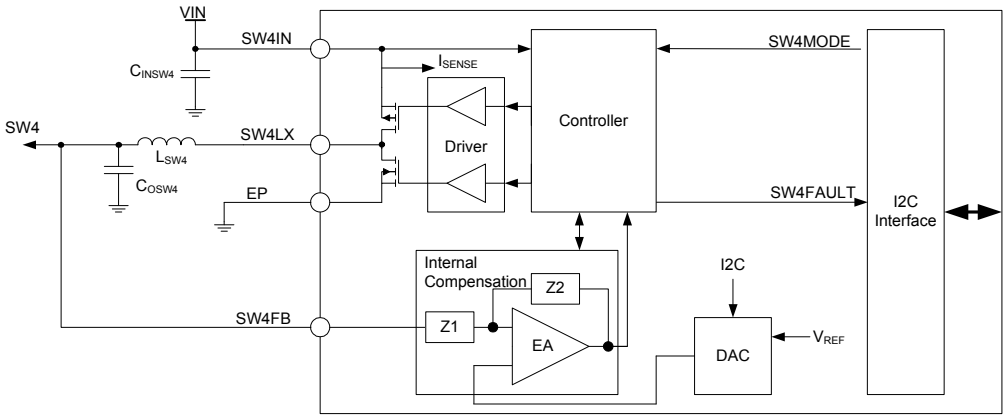 VIN
SW4IN
SW4MODE
CINSW4
ISENSE
Controller
SW4
SW4LX
Driver
LSW4
COSW4
EP
SW4FAULT
I2C
Interface
Internal
Compensation
I2C
Z2
SW4FB
Z1
EA
DAC
VREF